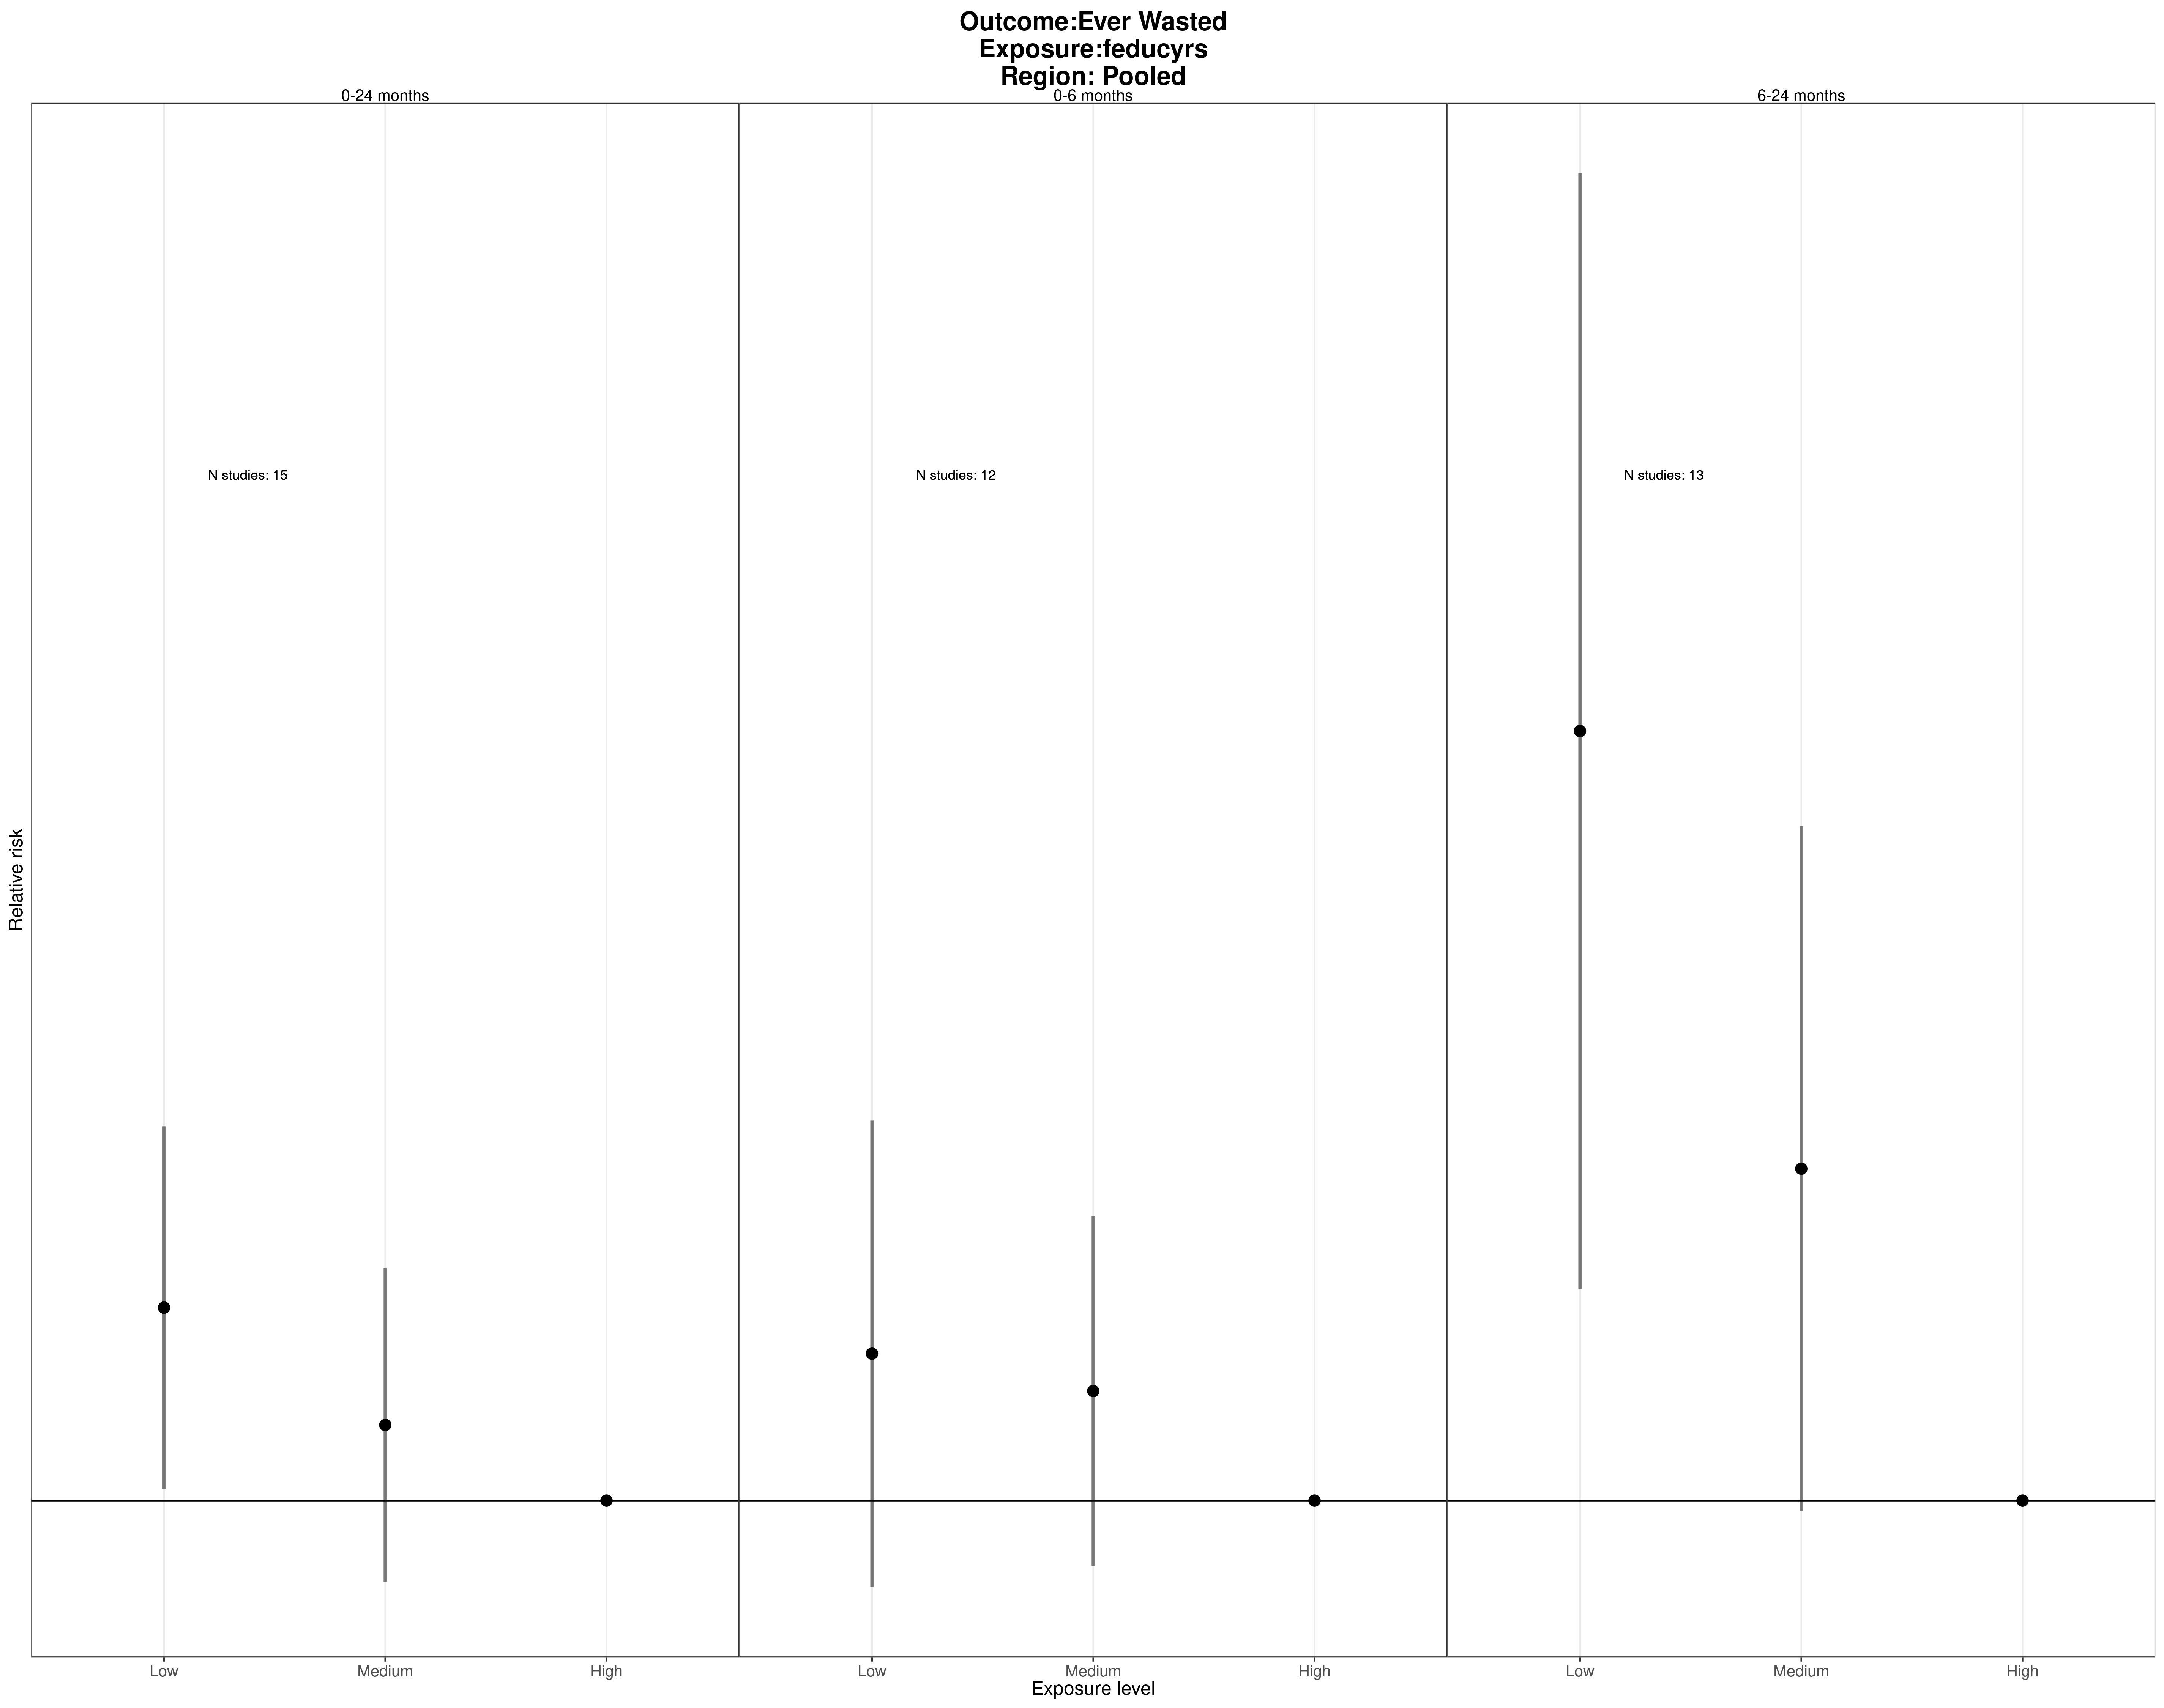 Outcome:Ever Wasted
Exposure:feducyrs
Region: Pooled
0-24 months
0-6 months
6-24 months
N studies: 15
N studies: 12
N studies: 13
Relative risk
Low
Medium
High
Low
Medium
High
Low
Medium
High
Exposure level